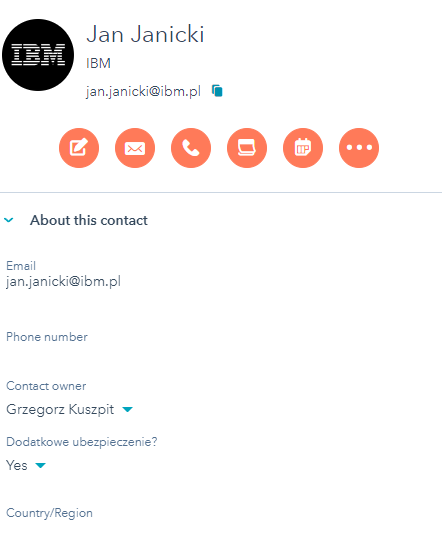 IBM
Jan Janicki
IBM
jan.janicki@ibm.pl
About this contact
Email
jan.janicki@ibm.pl
Phone number
Contact owner
Grzegorz Kuszpit
Dodatkowe ubezpieczenie?
Yes
Country/Region